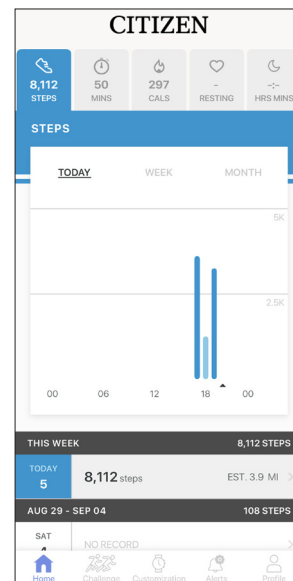 CITIZEN
8,112 50 297 - -:-
STEPS MINS CALS RESTING HRS MINS
STEPS
TODAY WEEK MONTH
5K
2.5K
00 06 12 18 00
THIS WEEK 8,112 STEPS
TODAY
5 8,112 steps EST. 3.9 MI
AUG 29 - SEP 04 108 STEPS
SAT
NO RECORD
Home Challenge Customization Alerts Profile